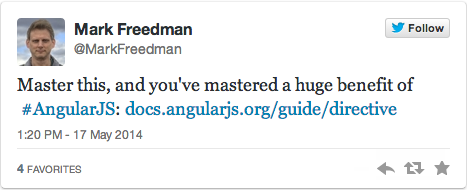 Mark Freedman
@MarkFreedman
Follow
Master this, and you've mastered a huge benefit of
#AngularJS: docs.angularjs.org/guide/directive
1:20 PM - 17 May 2014
4 FAVORITES